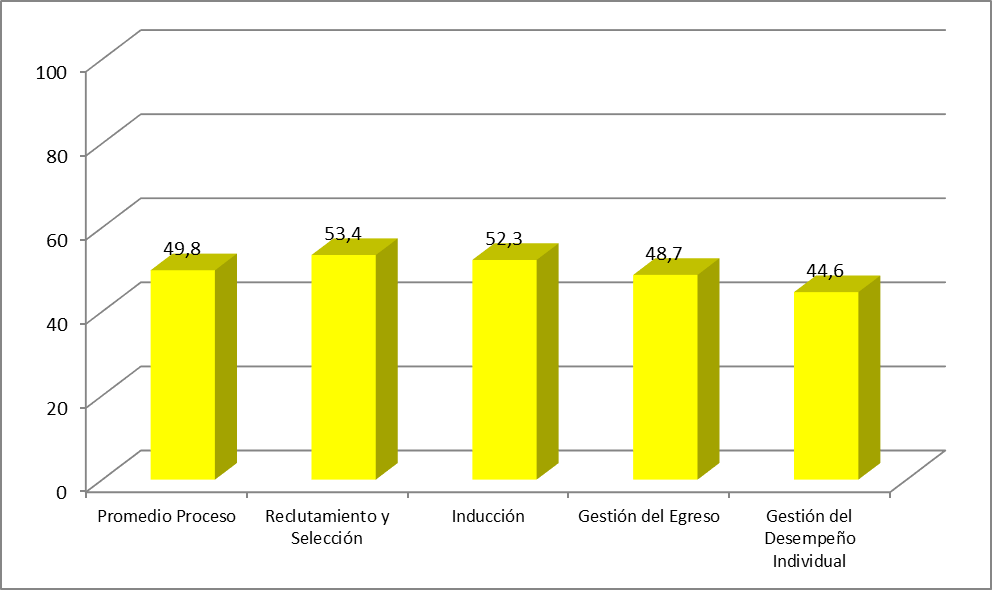 100
80
60
40
20
0
49,8
53,4
52,3
48,7
44,6
Promedio Proceso
Reclutamiento y
Selección
Inducción
Gestión del Egreso
Gestión del
Desempeño
Individual